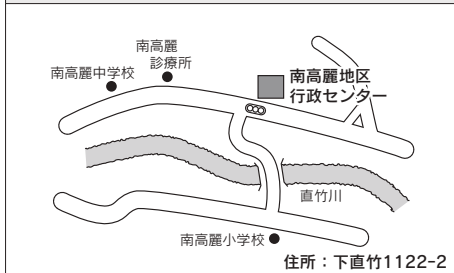 南高麗
診療所
南高麗中学校
南高麗地区
行政センター
直竹川
南高麗小学校
住所：下直竹1122-2